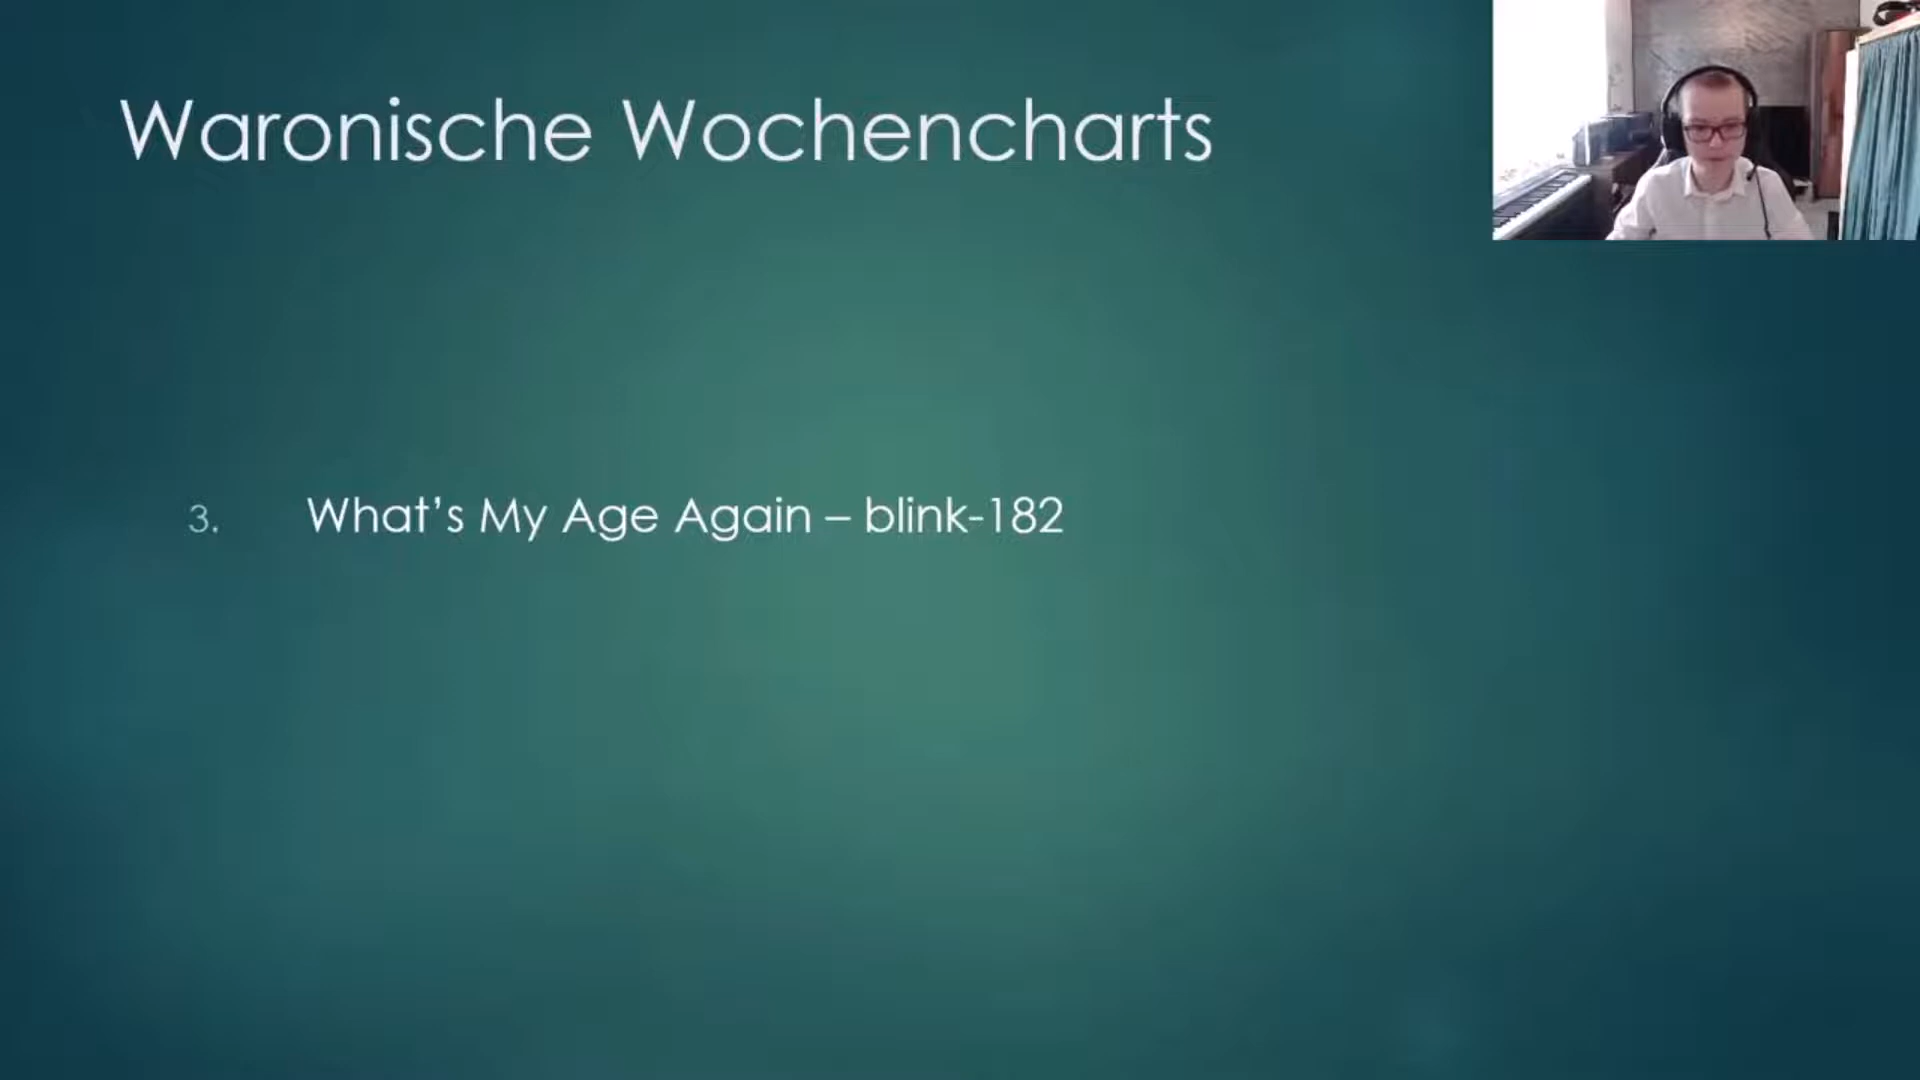 Waronische Wochencharts
3. What’s My Age Again – blink-182